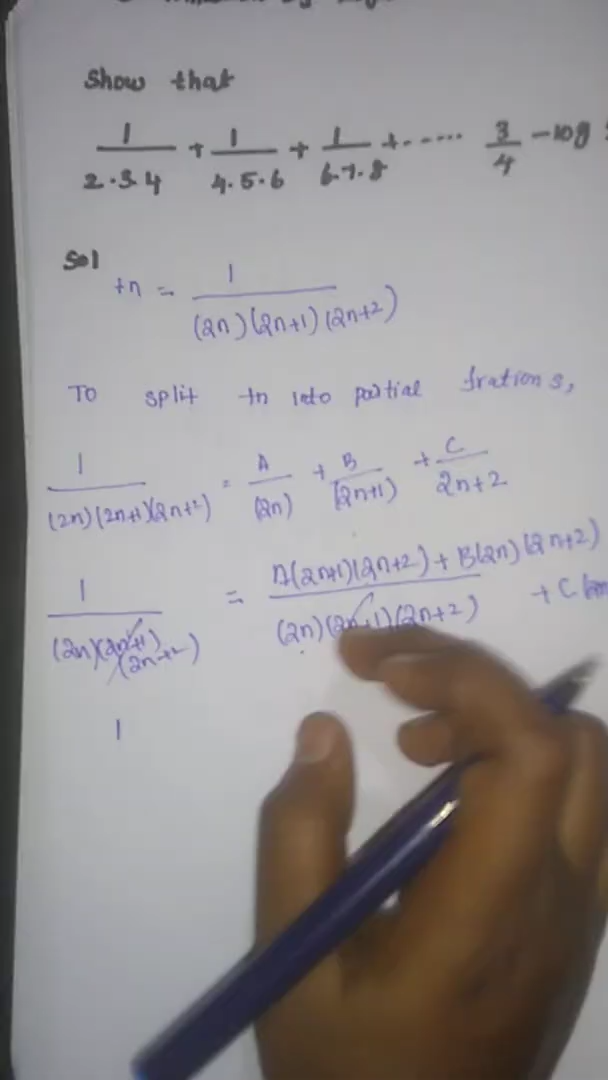 Show that
1/2.3.4 + 1/4.5.6 + 1/6.7.8 +...... 3/4 - log
Sol
tn = 1/(2n)(2n+1)(2n+2)
To split tn into partial frations,
1/(2n)(2n+1)(2n+2) = A/(2n) + B/(2n+1) + C/2n+2
1/(2n)(2n+1)(2n+2) = A(2n+1)(2n+2) + B(2n)(2n+2) + C/(2n)(2n+1)(2n+2)
1